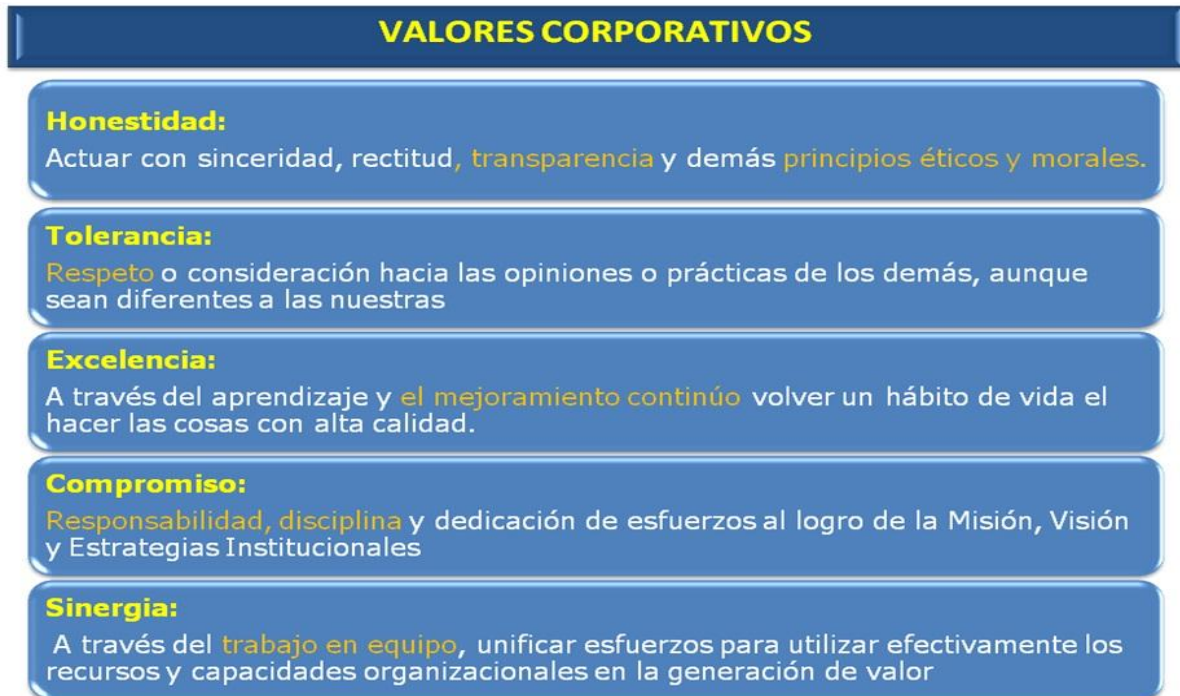 VALORES CORPORATIVOS
Honestidad:
Actuar con sinceridad, rectitud, transparencia y demás principios éticos y morales.
Tolerancia:
Respeto o consideración hacia las opiniones o prácticas de los demás, aunque
sean diferentes a las nuestras
Excelencia:
A través del aprendizaje y el mejoramiento continúo volver un hábito de vida el
hacer las cosas con alta calidad.
Compromiso:
Responsabilidad, disciplina y dedicación de esfuerzos al logro de la Misión, Visión
y Estrategias Institucionales
Sinergia:
A través del trabajo en equipo, unificar esfuerzos para utilizar efectivamente los
recursos y capacidades organizacionales en la generación de valor